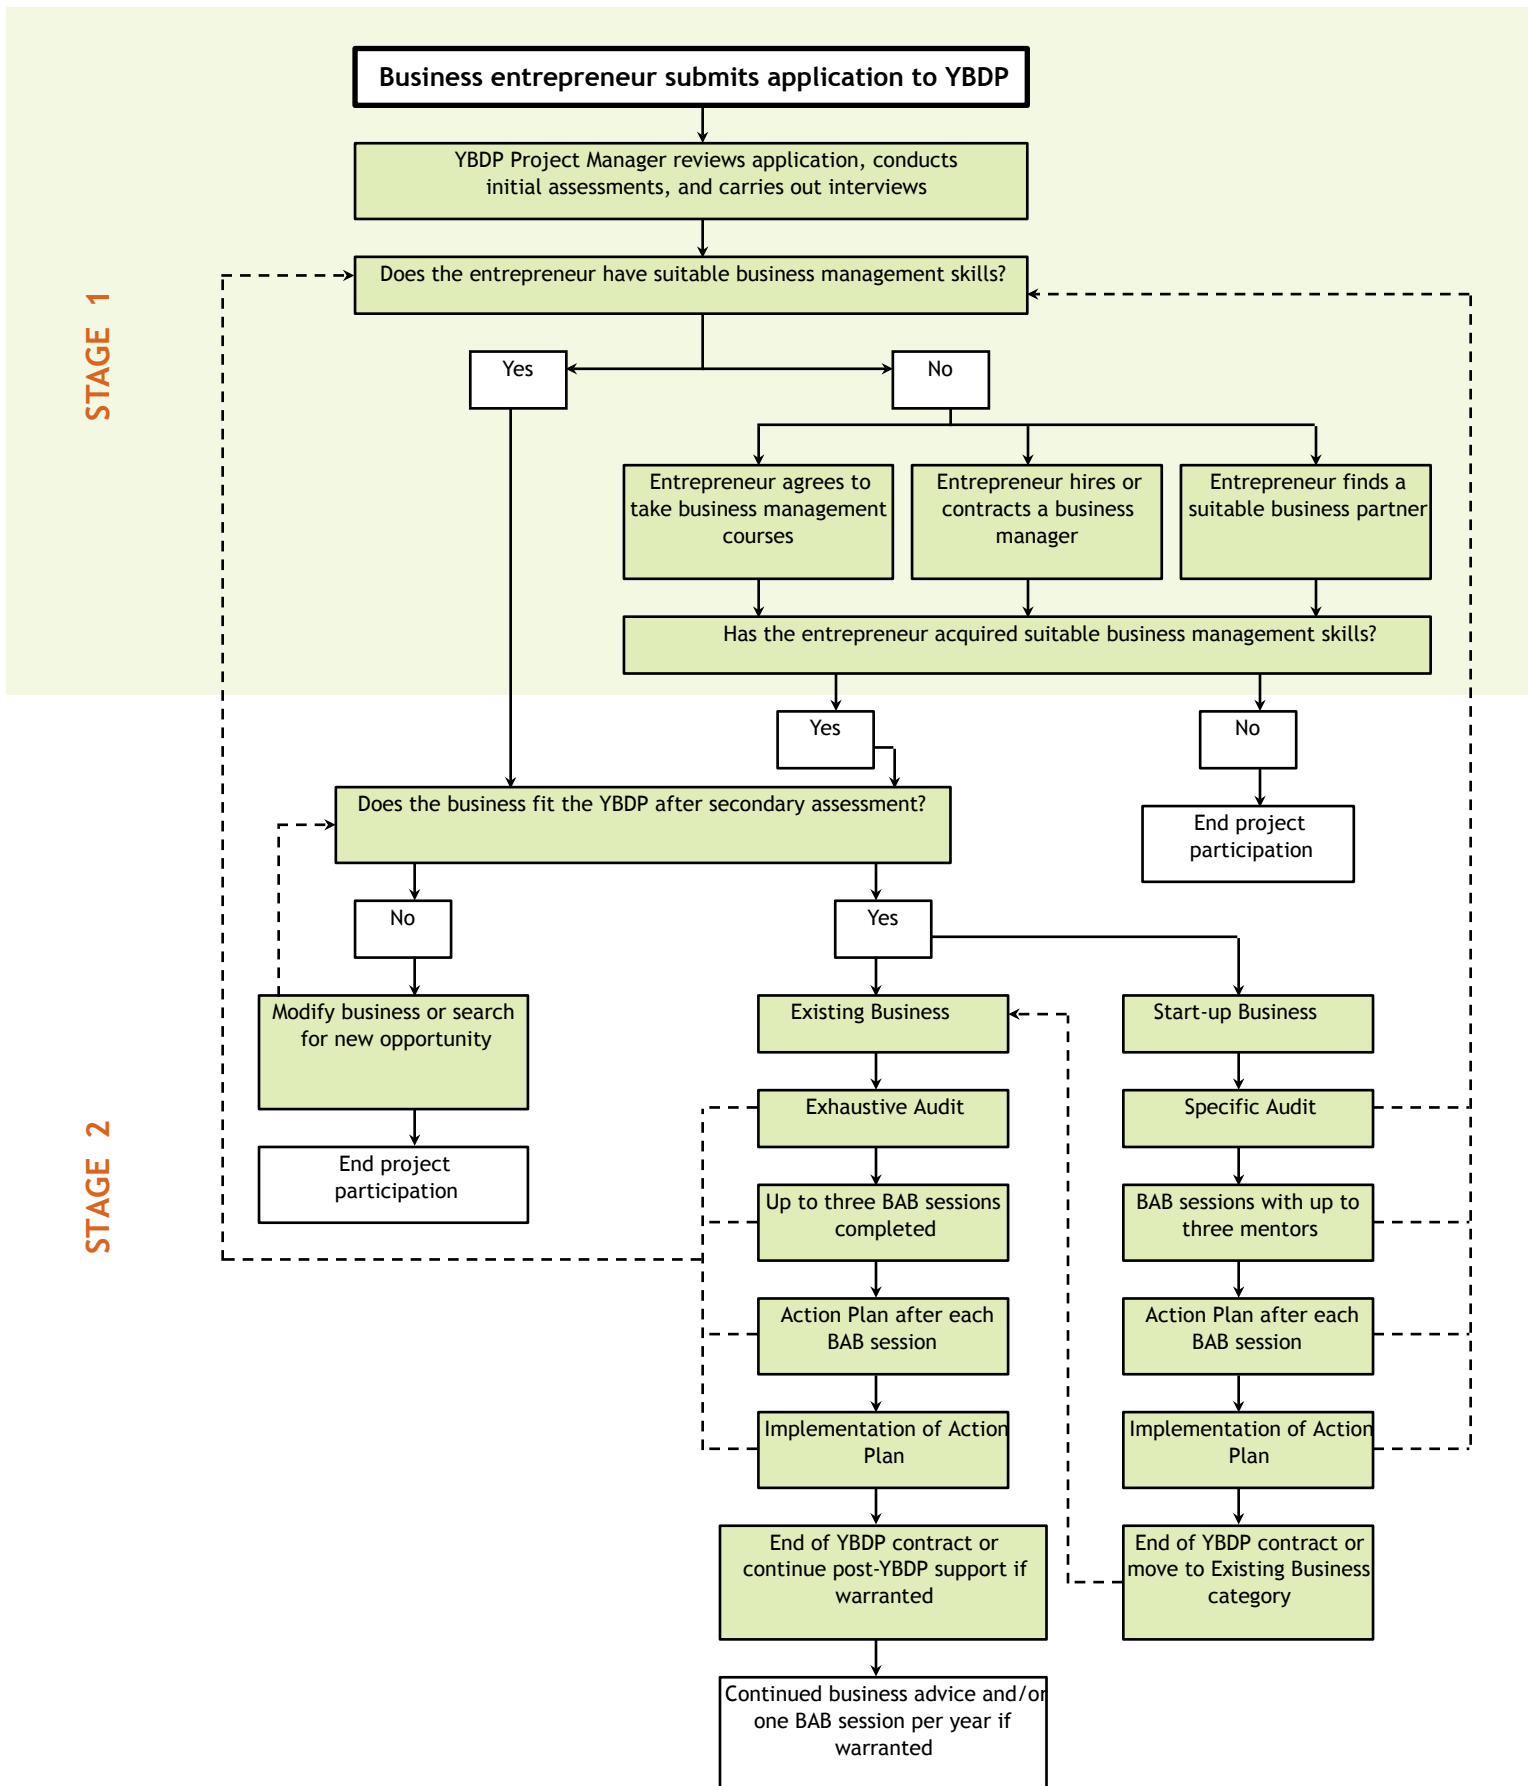 Business entrepreneur submits application to YBDP
YBDP Project Manager reviews application, conducts
initial assessments, and carries out interviews
Does the entrepreneur have suitable business management skills?
STAGE 1
Yes
No
Entrepreneur agrees to
take business management
courses
Entrepreneur hires or
contracts a business
manager
Entrepreneur finds a
suitable business partner
Has the entrepreneur acquired suitable business management skills?
Yes
No
Does the business fit the YBDP after secondary assessment?
End project
participation
No
Yes
Modify business or search
for new opportunity
Existing Business
Start-up Business
End project
participation
STAGE 2
Exhaustive Audit
Specific Audit
Up to three BAB sessions
completed
BAB sessions with up to
three mentors
Action Plan after each
BAB session
Action Plan after each
BAB session
Implementation of Action
Plan
Implementation of Action
Plan
End of YBDP contract or
continue post-YBDP support if
warranted
End of YBDP contract or
move to Existing Business
category
Continued business advice and/or
one BAB session per year if
warranted